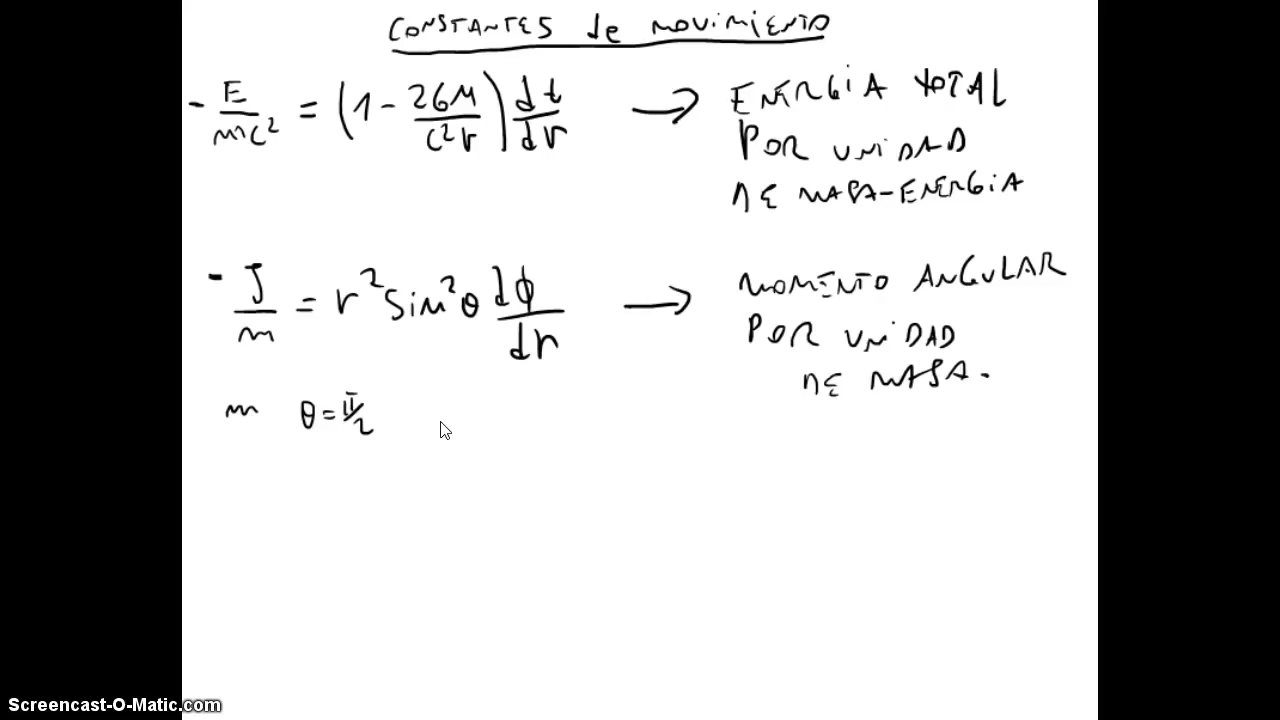 CONSTANTES de MOVIMIENTO
- E/mc² = (1 - 2GM/c²r) dt/dτ → ENERGIA TOTAL
POR UNIDAD
DE MASA-ENERGIA
- J/m = r² sin²θ dϕ/dτ → MOMENTO ANGULAR
POR UNIDAD
DE MASA.
θ = π/2
Screencast-O-Matic.com